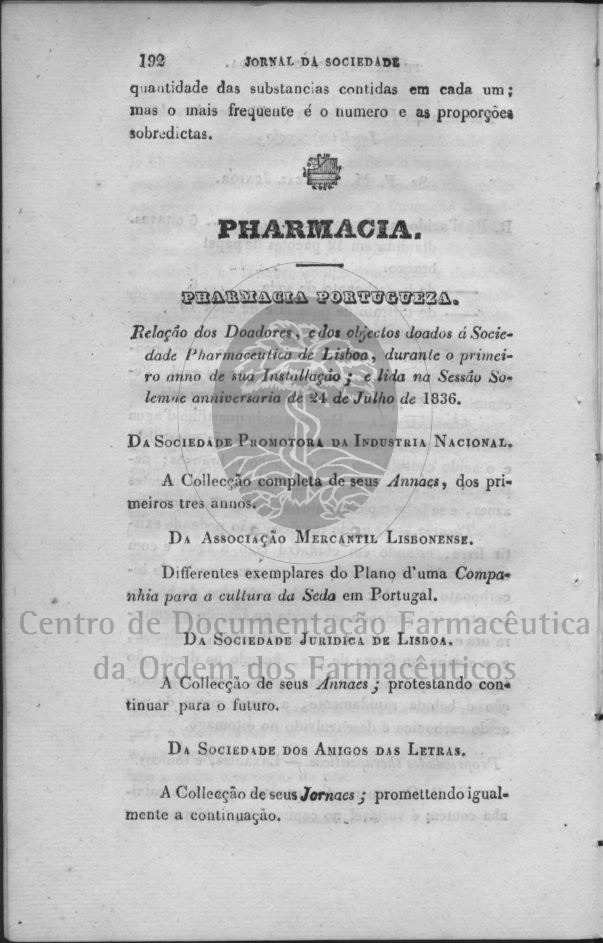 192 JORNAL DA SOCIEDADE
quantidade das substancias contidas em cada um;
mas o mais frequente é o numero e as proporções
sobredictas.
PHARMACIA.
PHARMACIA PORTUGUEZA.
Relação dos Doadores, e dos objectos doados á Socie-
dade Pharmaceutica de Lisboa, durante o primei-
ro anno de sua Installação; e lida na Sessão So-
lemne anniversaria de 24 de Julho de 1836.
DA SOCIEDADE PROMOTORA DA INDUSTRIA NACIONAL.
A Collecção completa de seus Annaes, dos pri-
meiros tres annos.
DA ASSOCIAÇÃO MERCANTIL LISBONENSE.
Differentes exemplares do Plano d'uma Compa-
nhia para a cultura da Seda em Portugal.
Centro de Documentação Farmacêutica
DA SOCIEDADE JURIDICA DE LISBOA.
da Ordem dos Farmacêuticos
A Collecção de seus Annaes; protestando con-
tinuar para o futuro.
DA SOCIEDADE DOS AMIGOS DAS LETRAS.
A Collecção de seus Jornaes; promettendo igual-
mente a continuação.